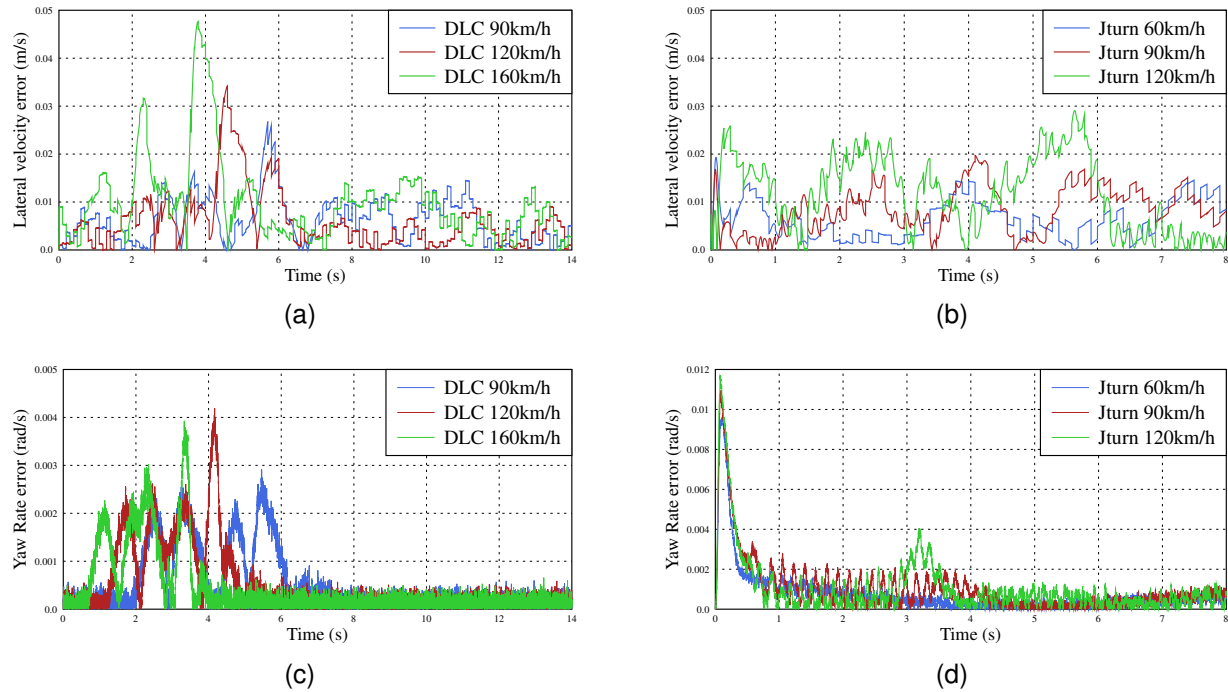 0.05
0.04
0.03
0.02
0.01
0.0
Lateral velocity error (m/s)
DLC 90km/h
DLC 120km/h
DLC 160km/h
0 2 4 6 8 10 12 14
Time (s)
(a)
0.05
0.04
0.03
0.02
0.01
0.0
Lateral velocity error (m/s)
Jturn 60km/h
Jturn 90km/h
Jturn 120km/h
0 1 2 3 4 5 6 7 8
Time (s)
(b)
0.005
0.004
0.003
0.002
0.001
0.0
Yaw Rate error (rad/s)
DLC 90km/h
DLC 120km/h
DLC 160km/h
0 2 4 6 8 10 12 14
Time (s)
(c)
0.012
0.01
0.008
0.006
0.004
0.002
0.0
Yaw Rate error (rad/s)
Jturn 60km/h
Jturn 90km/h
Jturn 120km/h
0 1 2 3 4 5 6 7 8
Time (s)
(d)